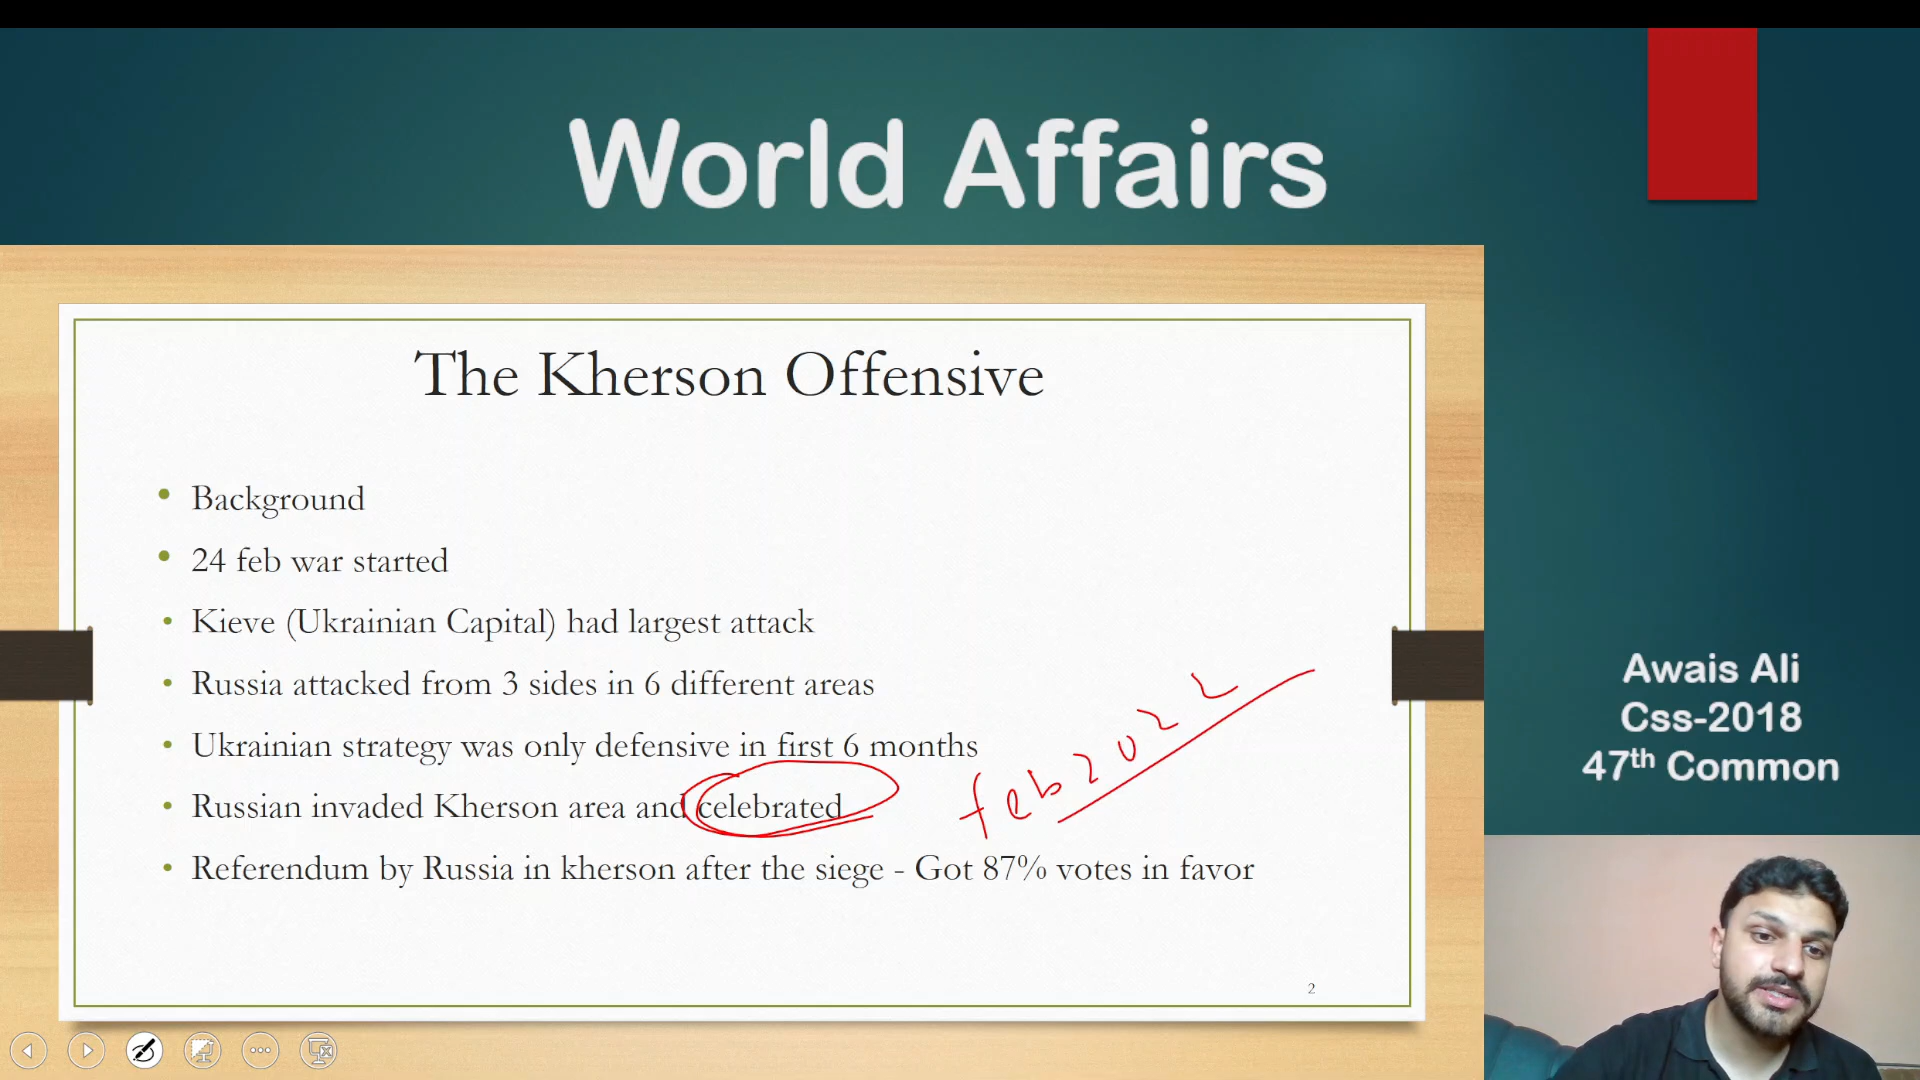 World Affairs
The Kherson Offensive
Background
24 feb war started
Kieve (Ukrainian Capital) had largest attack
Russia attacked from 3 sides in 6 different areas
Ukrainian strategy was only defensive in first 6 months
Russian invaded Kherson area and celebrated
feb 2022
Referendum by Russia in kherson after the siege - Got 87% votes in favor
2
Awais Ali
Css-2018
47th Common